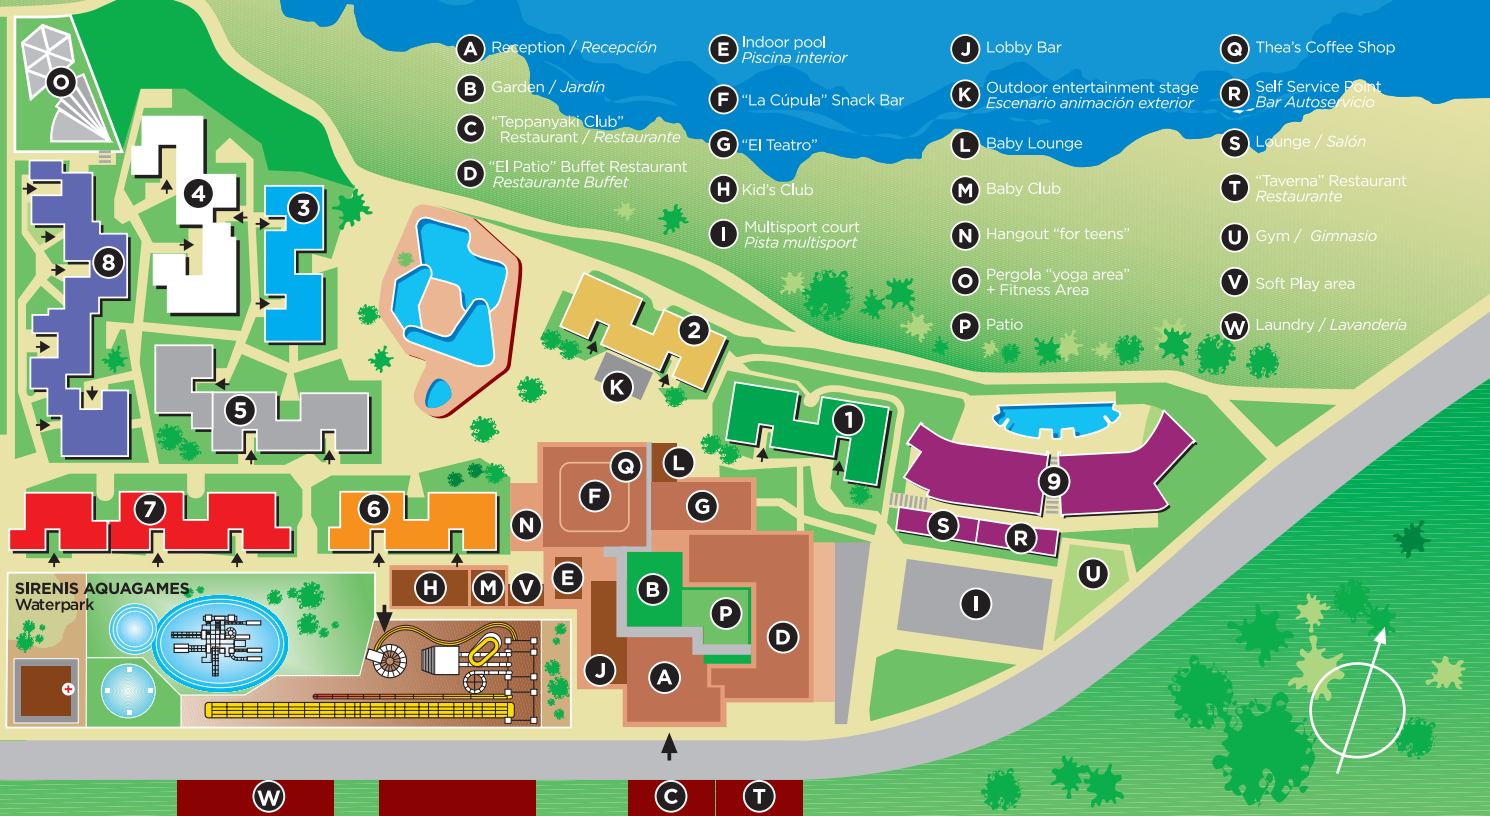 A Reception / Recepción
B Garden / Jardín
C "Teppanyaki Club"
Restaurant / Restaurante
D "El Patio" Buffet Restaurant
Restaurante Buffet
E Indoor pool
Piscina interior
F "La Cúpula" Snack Bar
G "El Teatro"
H Kid's Club
I Multisport court
Pista multisport
J Lobby Bar
K Outdoor entertainment stage
Escenario animación exterior
L Baby Lounge
M Baby Club
N Hangout "for teens"
O Pergola "yoga area"
+ Fitness Area
P Patio
Q Thea's Coffee Shop
R Self Service Point
Bar Autoservicio
S Lounge / Salón
T "Taverna" Restaurant
Restaurante
U Gym / Gimnasio
V Soft Play area
W Laundry / Lavandería
O
4
3
8
2
K
5
1
Q
L
F
G
9
7
6
N
S
R
SIRENIS AQUAGAMES
Waterpark
H
M
V
E
B
P
I
U
D
J
A
W
C
T